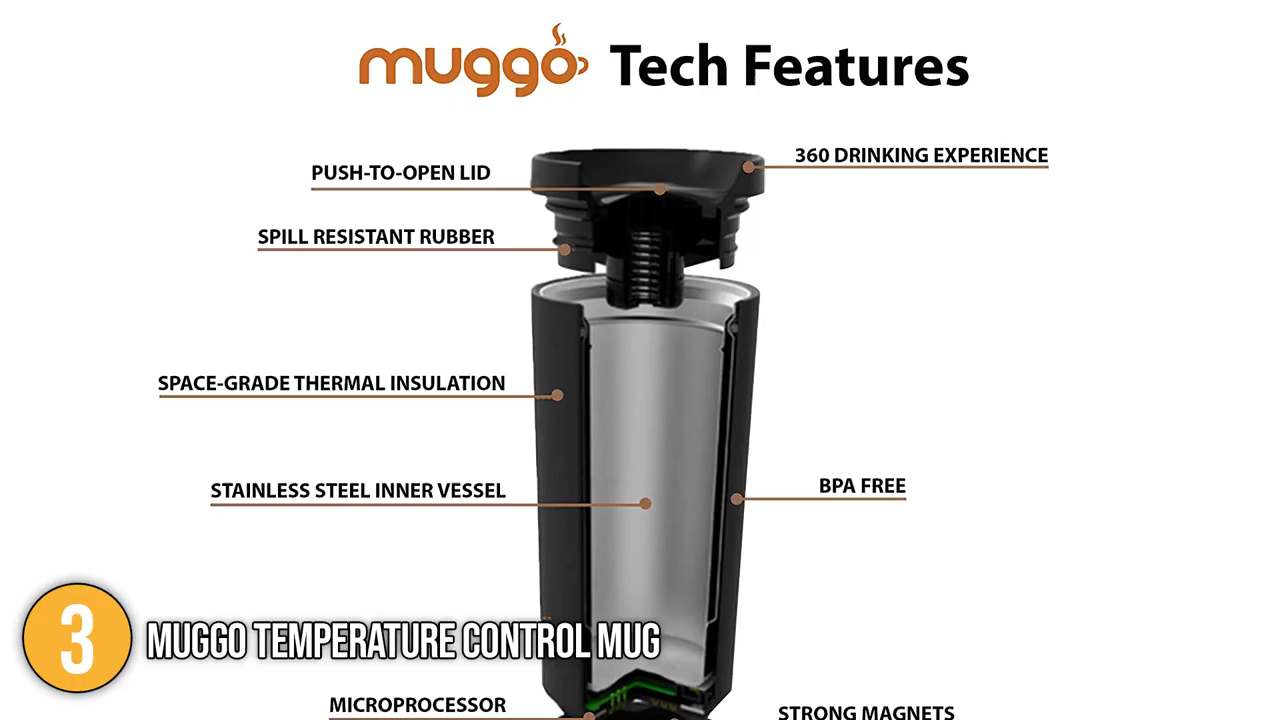 muggo Tech Features
360 DRINKING EXPERIENCE
PUSH-TO-OPEN LID
SPILL RESISTANT RUBBER
SPACE-GRADE THERMAL INSULATION
STAINLESS STEEL INNER VESSEL
BPA FREE
3 MUGGO TEMPERATURE CONTROL MUG
MICROPROCESSOR
STRONG MAGNETS